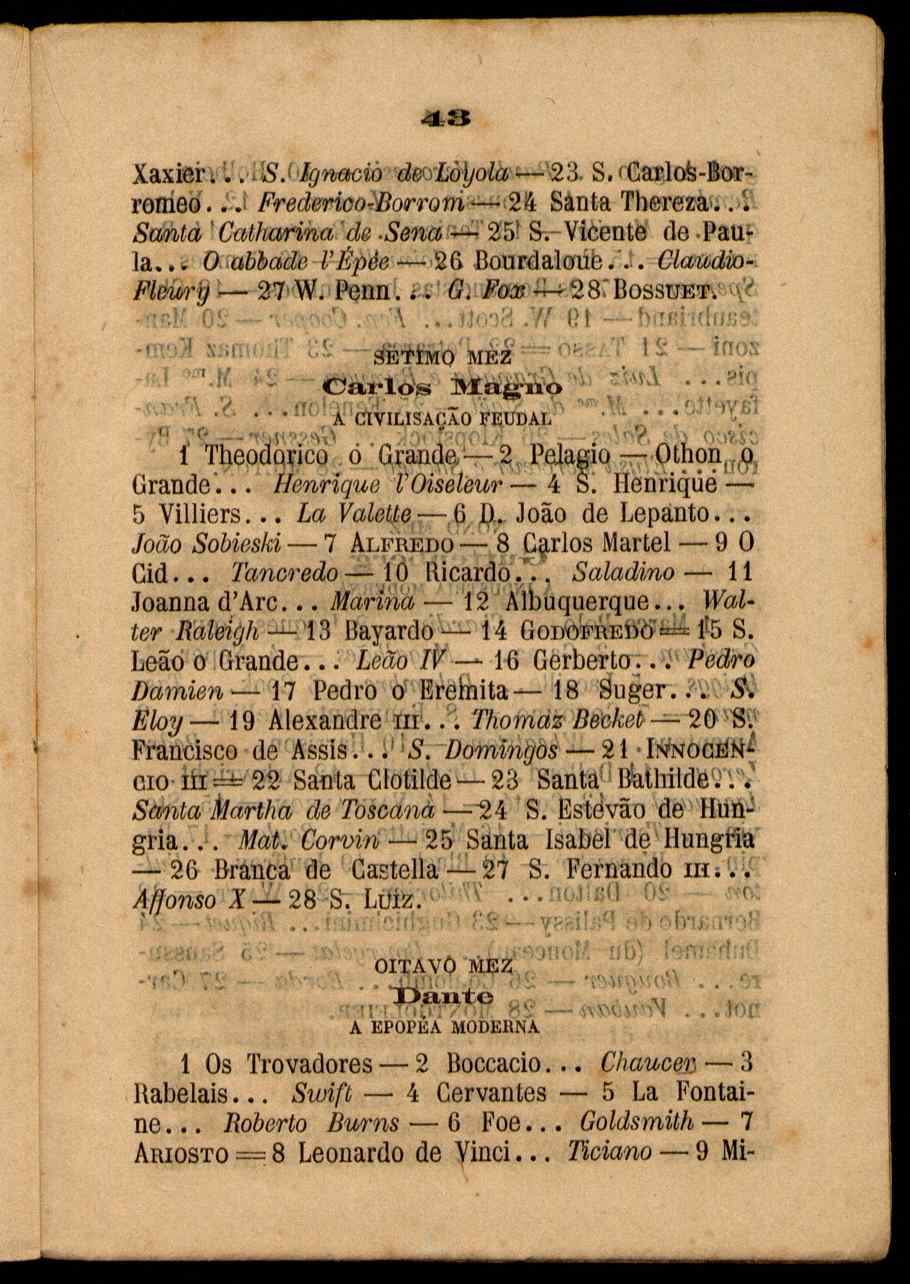 43
Xaxier... S. Ignacio de Loyola — 23 S. Carlos-Bor-
romeo... Frederico-Borrom — 24 Santa Thereza...
Santa Catharina de Sena — 25 S. Vicente de Pau-
la... O abbade l'Épée — 26 Bourdaloue... Claudio-
Fleury — 27 W. Penn... G. Fox — 28 BOSSUET.
SETIMO MEZ
Carlos Magno
A CIVILISAÇÃO FEUDAL
1 Theodorico o Grande — 2 Pelagio — Othon o
Grande... Henrique l'Oiseleur — 4 S. Henrique —
5 Villiers... La Valette — 6 D. João de Lepanto...
João Sobieski — 7 ALFREDO — 8 Carlos Martel — 9 O
Cid... Tancredo — 10 Ricardo... Saladino — 11
Joanna d'Arc... Marina — 12 Albuquerque... Wal-
ter Raleigh — 13 Bayardo — 14 GODOFREDO = 15 S.
Leão o Grande... Leão IV — 16 Gerberto... Pedro
Damien — 17 Pedro o Eremita — 18 Suger... S.
Eloy — 19 Alexandre III... Thomaz Becket — 20 S.
Francisco de Assis... S. Domingos — 21 INNOCEN-
CIO III = 22 Santa Clotilde — 23 Santa Bathilde...
Santa Martha de Toscana — 24 S. Estevão de Hun-
gria... Mat. Corvin — 25 Santa Isabel de Hungria
— 26 Branca de Castella — 27 S. Fernando III...
Affonso X — 28 S. LUIZ.
OITAVO MEZ
Dante
A EPOPÉA MODERNA
1 Os Trovadores — 2 Boccacio... Chaucer — 3
Rabelais... Swift — 4 Cervantes — 5 La Fontai-
ne... Roberto Burns — 6 Foe... Goldsmith — 7
ARIOSTO = 8 Leonardo de Vinci... Ticiano — 9 Mi-